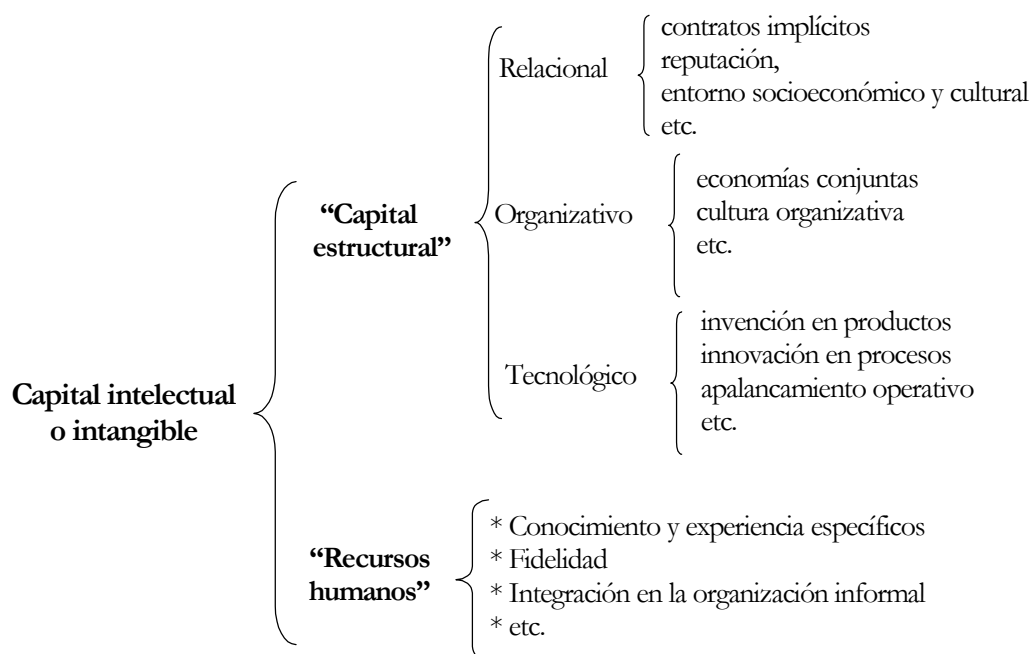 Capital intelectual
o intangible
“Capital
estructural”
Relacional
contratos implícitos
reputación,
entorno socioeconómico y cultural
etc.
Organizativo
economías conjuntas
cultura organizativa
etc.
Tecnológico
invención en productos
innovación en procesos
apalancamiento operativo
etc.
“Recursos
humanos”
* Conocimiento y experiencia específicos
* Fidelidad
* Integración en la organización informal
* etc.